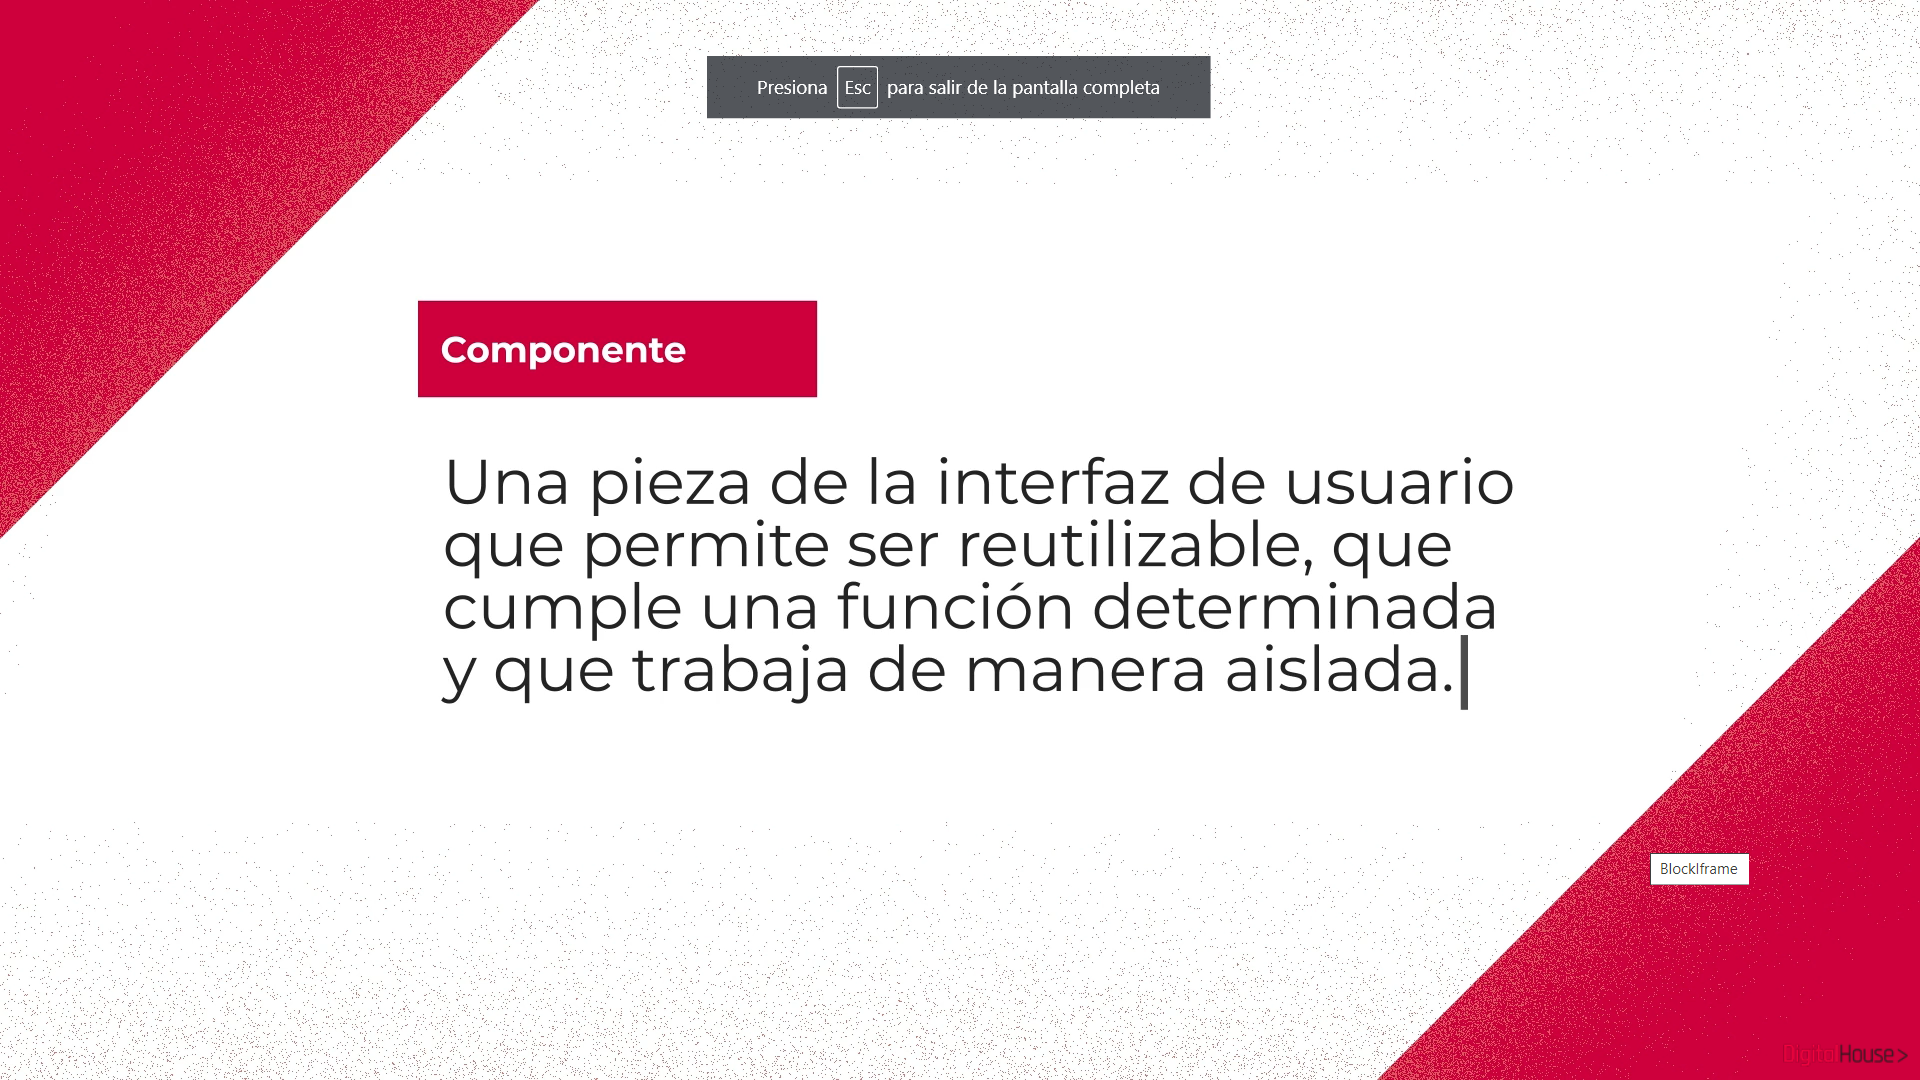 Presiona Esc para salir de la pantalla completa
Componente
Una pieza de la interfaz de usuario
que permite ser reutilizable, que
cumple una función determinada
y que trabaja de manera aislada.
BlockIframe
DigitalHouse>